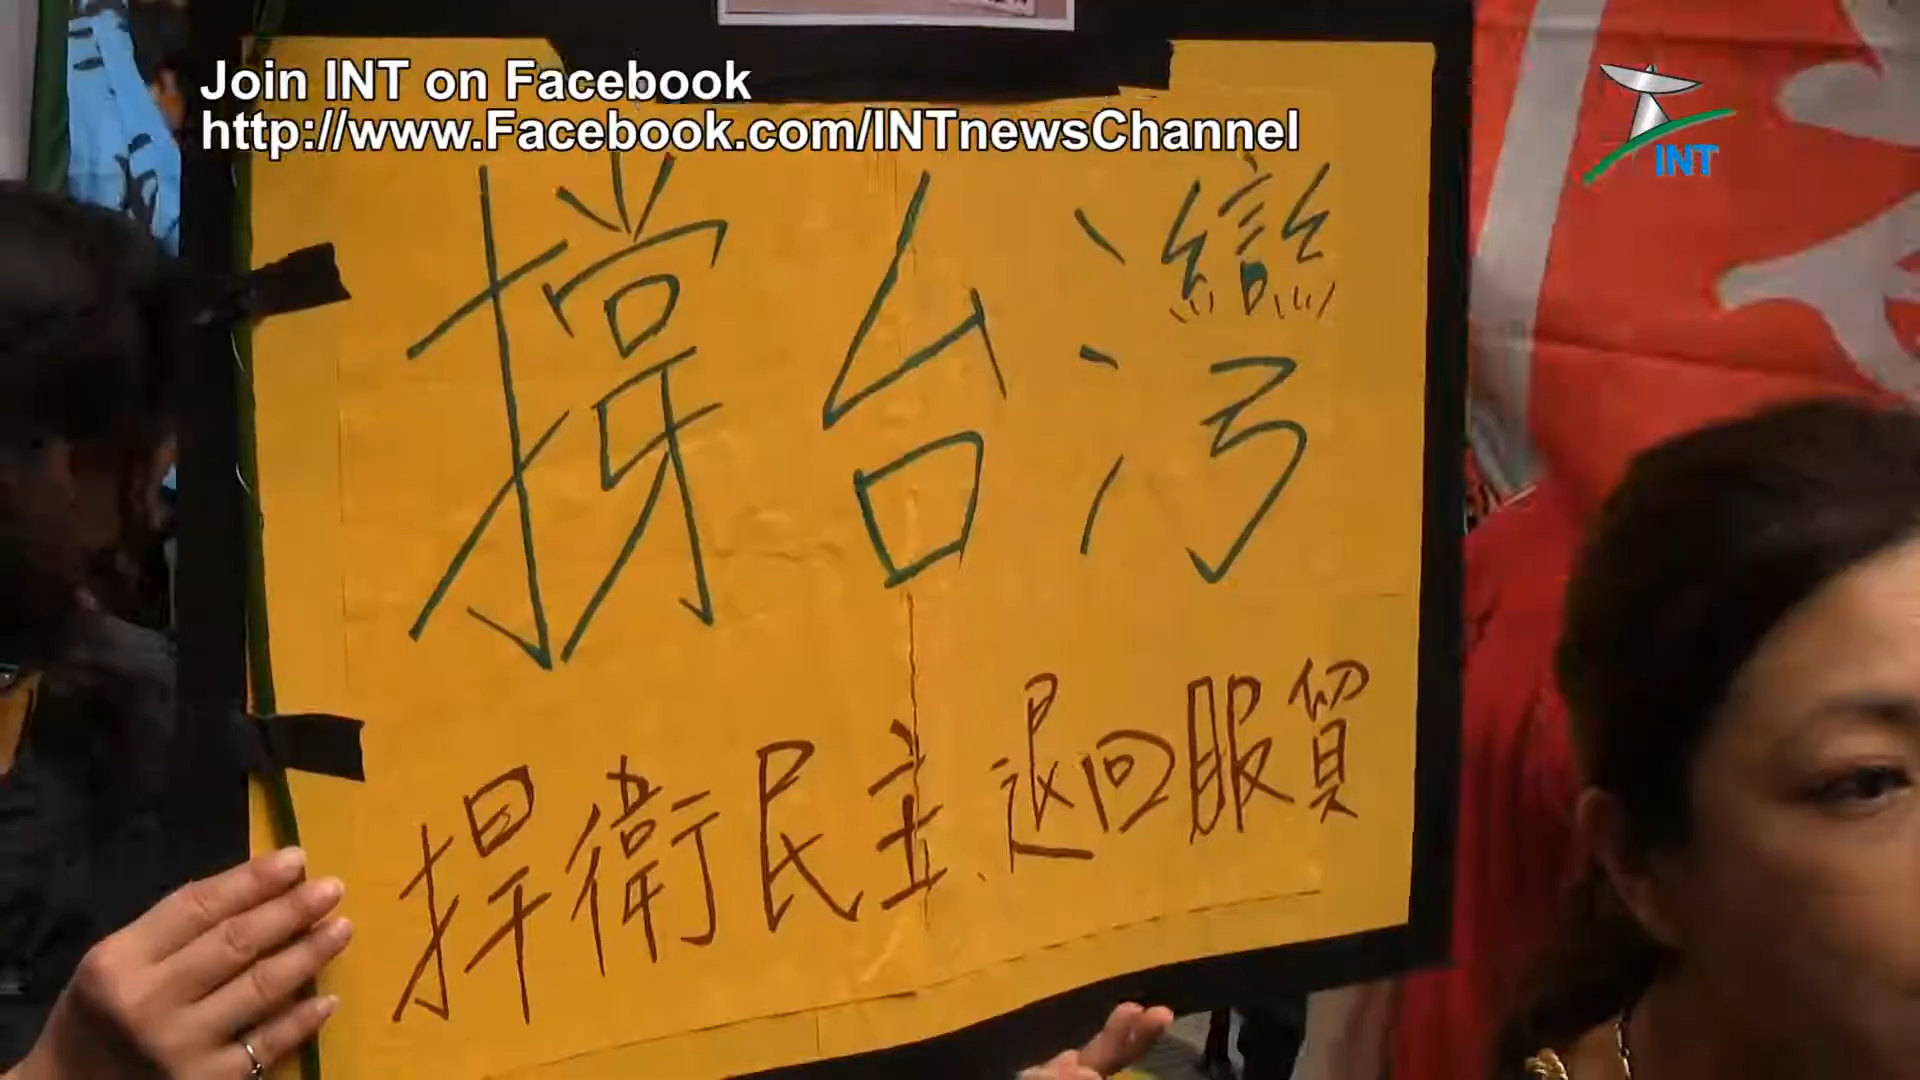 Join INT on Facebook
http://www.Facebook.com/INTnewsChannel
INT
撐台灣
捍衛民主、退回服貿